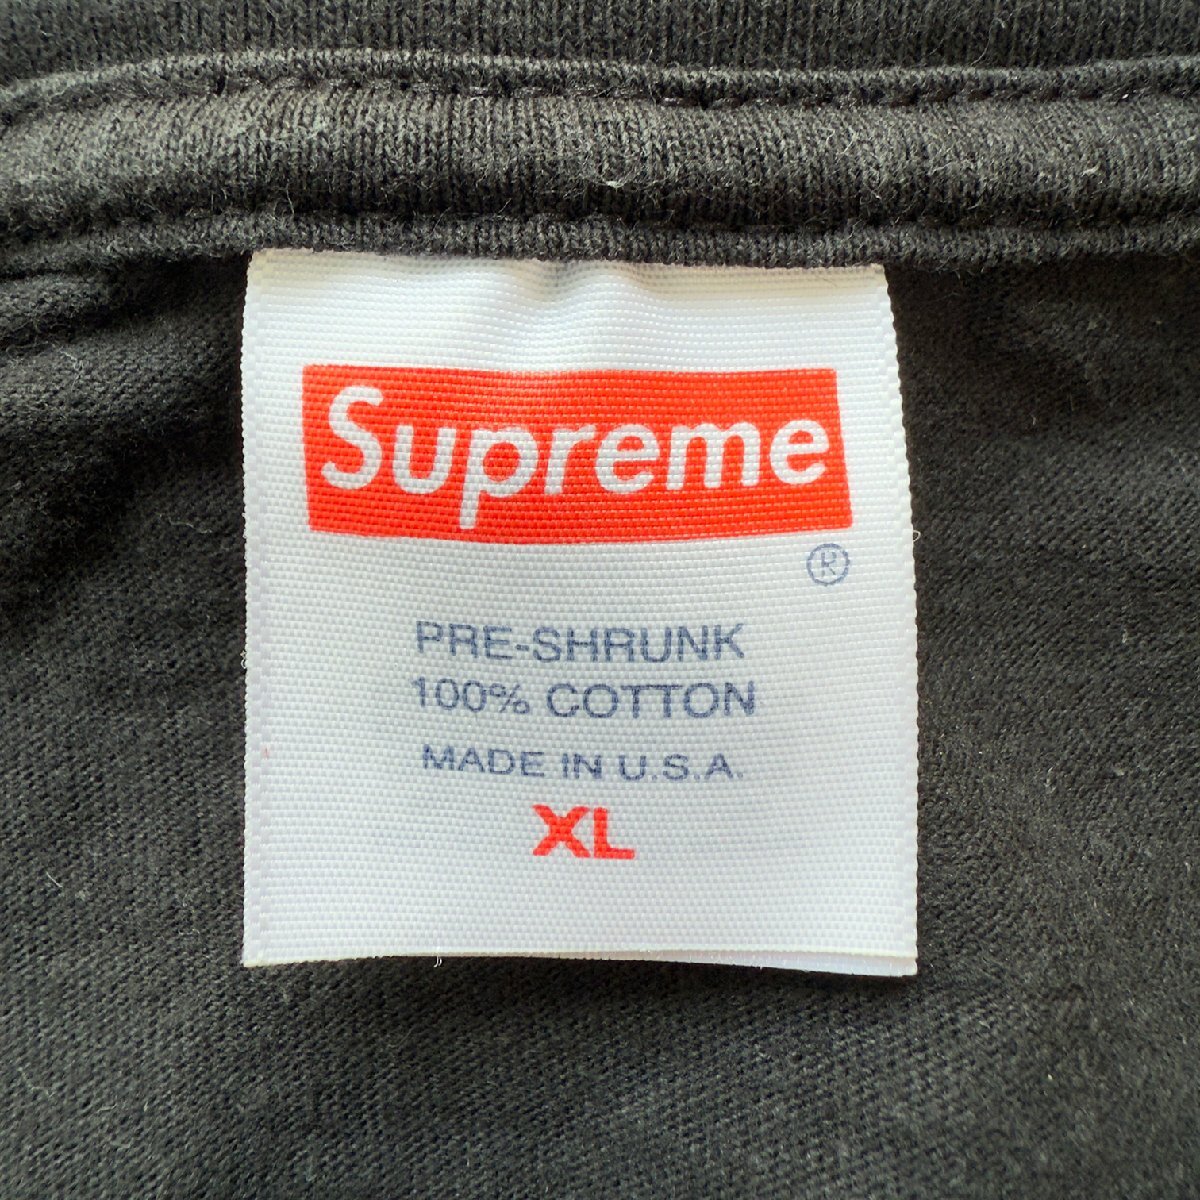 Supreme
®
PRE-SHRUNK
100% COTTON
MADE IN U.S.A.
XL